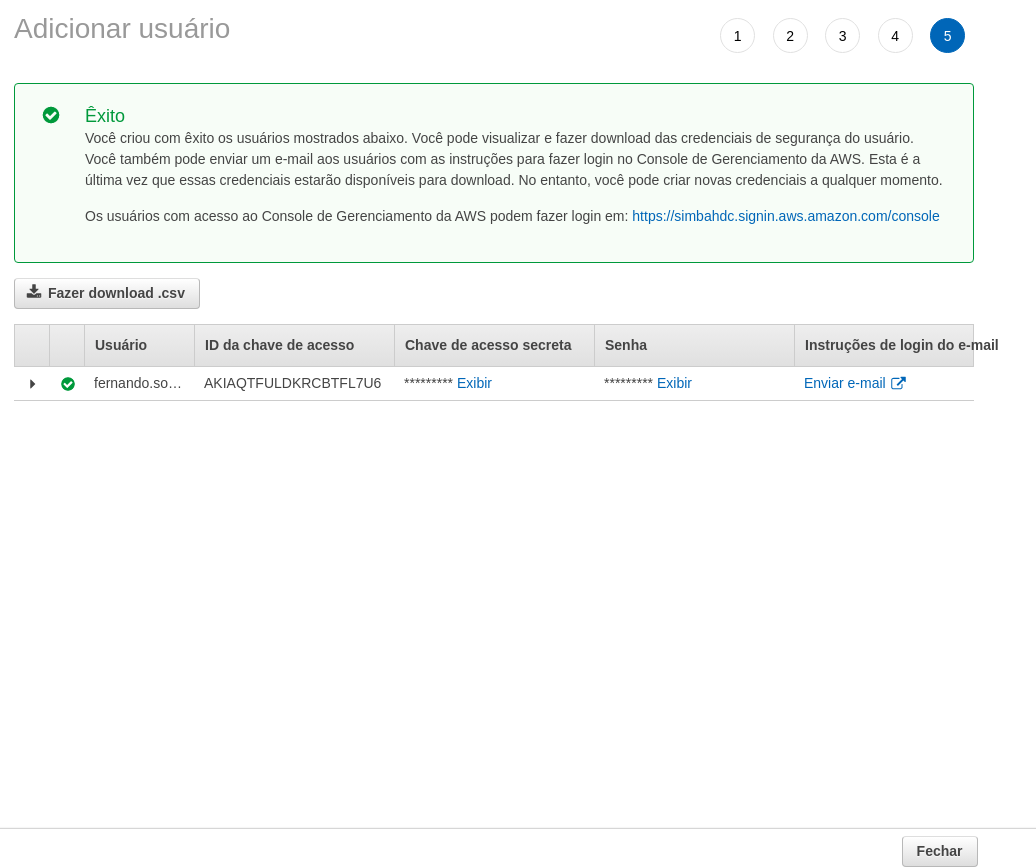 Adicionar usuário
1 2 3 4 5
Êxito
Você criou com êxito os usuários mostrados abaixo. Você pode visualizar e fazer download das credenciais de segurança do usuário.
Você também pode enviar um e-mail aos usuários com as instruções para fazer login no Console de Gerenciamento da AWS. Esta é a
última vez que essas credenciais estarão disponíveis para download. No entanto, você pode criar novas credenciais a qualquer momento.
Os usuários com acesso ao Console de Gerenciamento da AWS podem fazer login em: https://simbahdc.signin.aws.amazon.com/console
Fazer download .csv
Usuário ID da chave de acesso Chave de acesso secreta Senha Instruções de login do e-mail
fernando.so… AKIAQTFULDKRCBTFL7U6 ********* Exibir ********* Exibir Enviar e-mail
Fechar